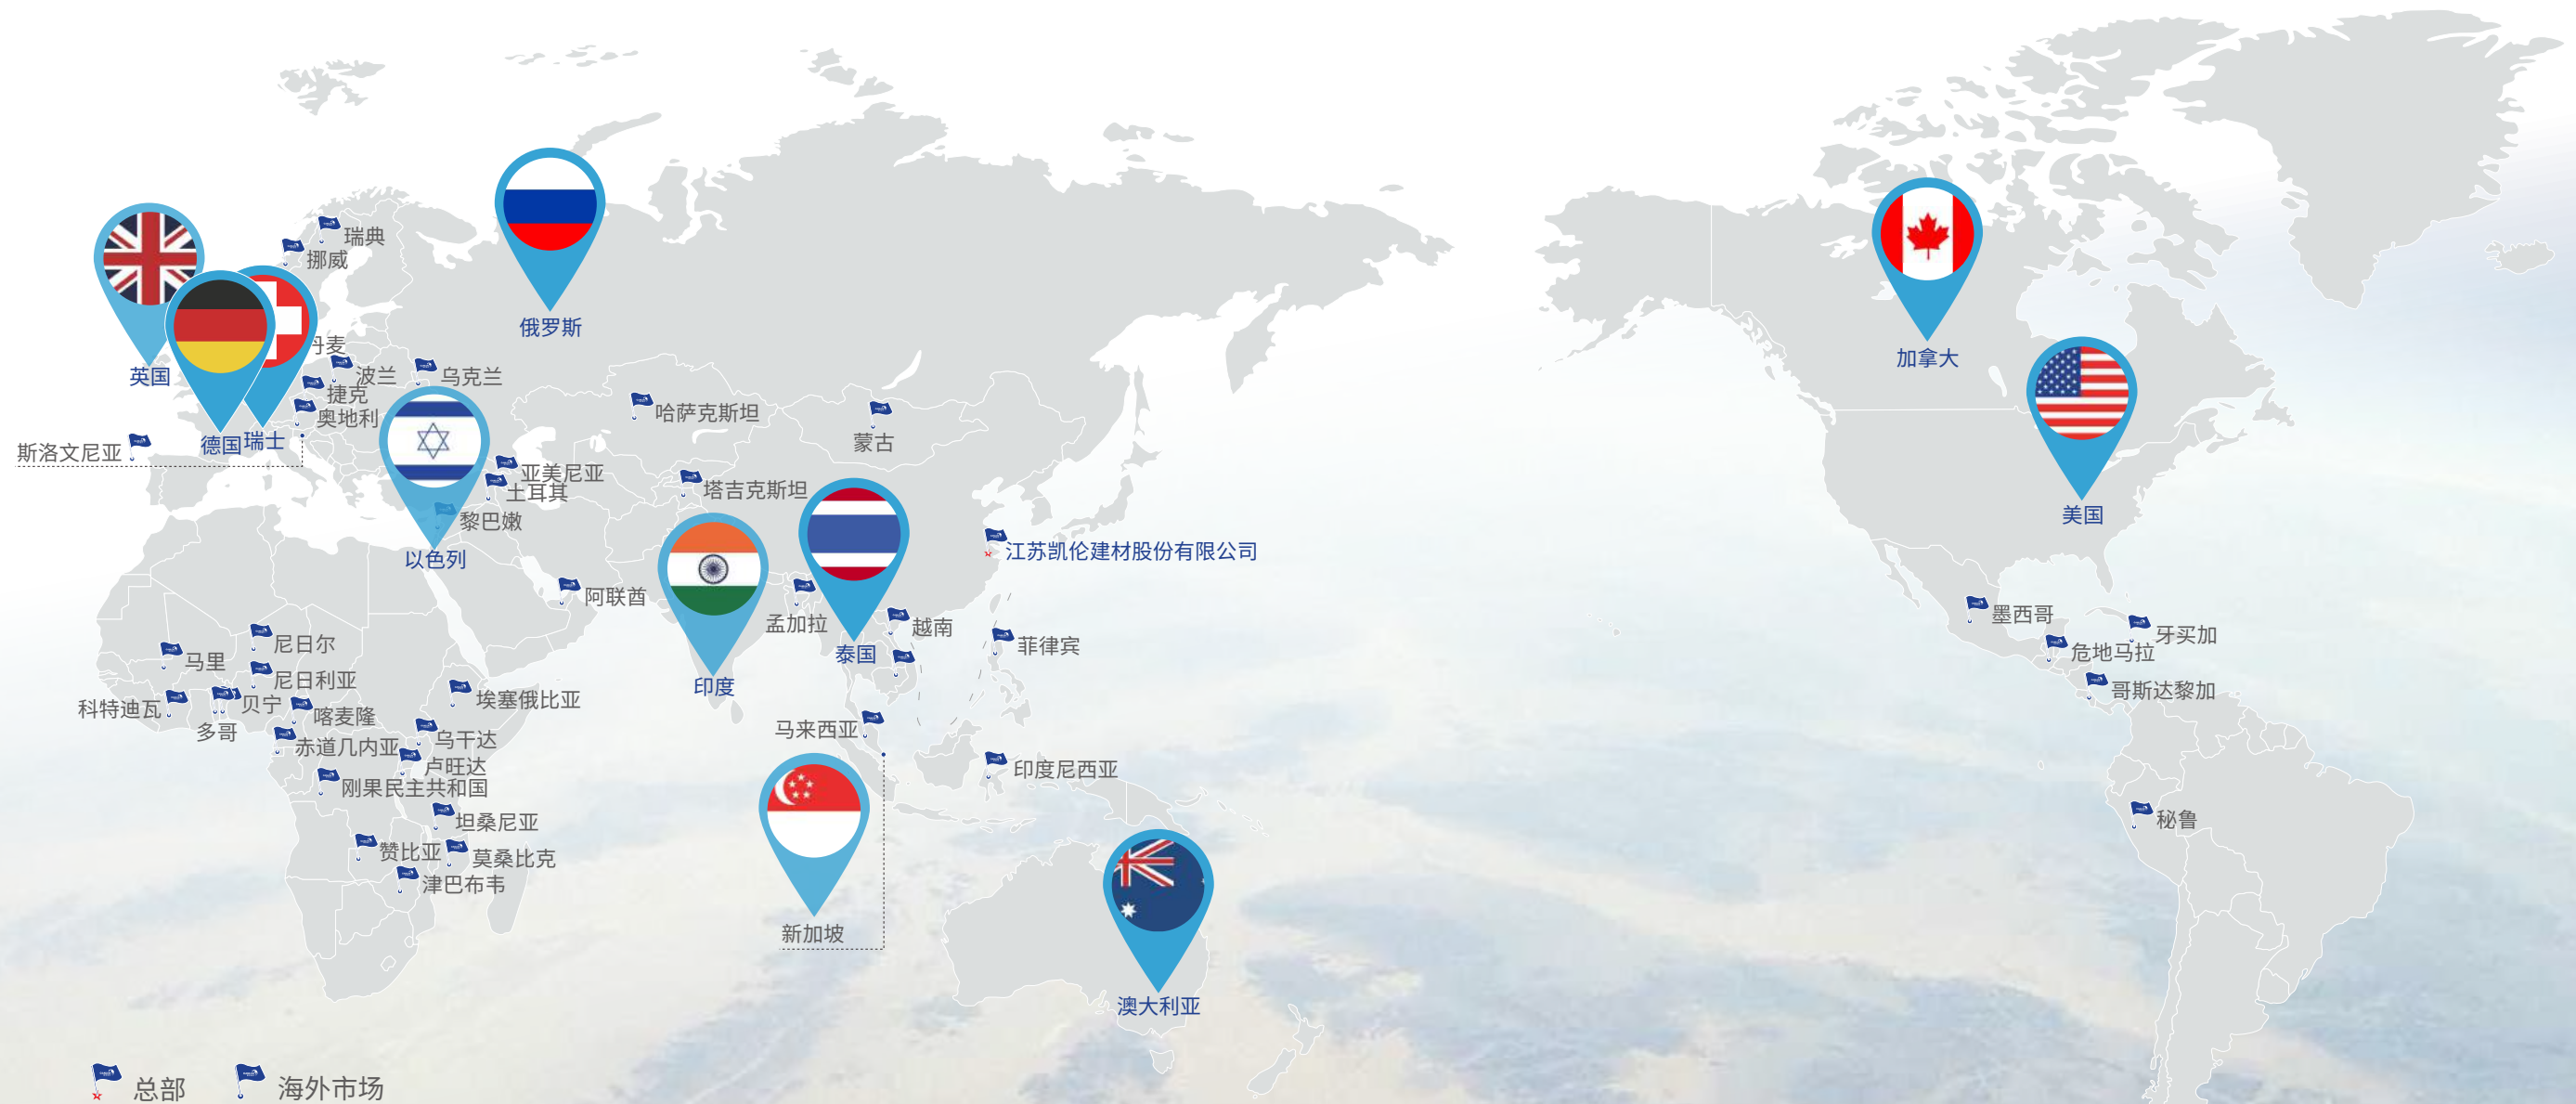 瑞典
挪威
俄罗斯
丹麦
英国
波兰
乌克兰
捷克
奥地利
加拿大
哈萨克斯坦
蒙古
斯洛文尼亚
德国
瑞士
亚美尼亚
土耳其
塔吉克斯坦
美国
黎巴嫩
以色列
江苏凯伦建材股份有限公司
阿联酋
孟加拉
越南
泰国
菲律宾
印度
墨西哥
牙买加
危地马拉
哥斯达黎加
尼日尔
马里
尼日利亚
埃塞俄比亚
科特迪瓦
贝宁
喀麦隆
多哥
赤道几内亚
乌干达
马来西亚
卢旺达
印度尼西亚
刚果民主共和国
坦桑尼亚
秘鲁
赞比亚
莫桑比克
津巴布韦
新加坡
澳大利亚
总部
海外市场